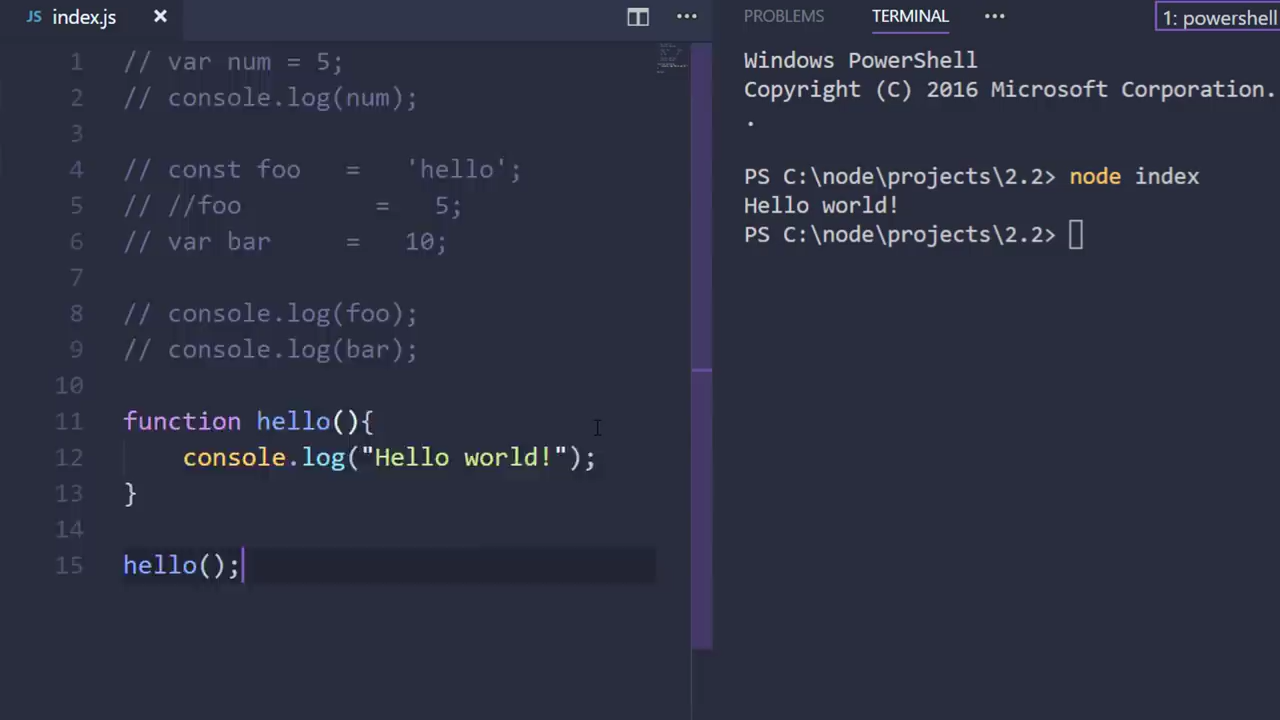 JS index.js
1 // var num = 5;
2 // console.log(num);
3
4 // const foo   =   'hello';
5 // //foo         =   5;
6 // var bar     =   10;
7
8 // console.log(foo);
9 // console.log(bar);
10
11 function hello(){
12     console.log("Hello world!");
13 }
14
15 hello();
PROBLEMS TERMINAL ••• 1: powershell
Windows PowerShell
Copyright (C) 2016 Microsoft Corporation.
.
PS C:\node\projects\2.2> node index
Hello world!
PS C:\node\projects\2.2>